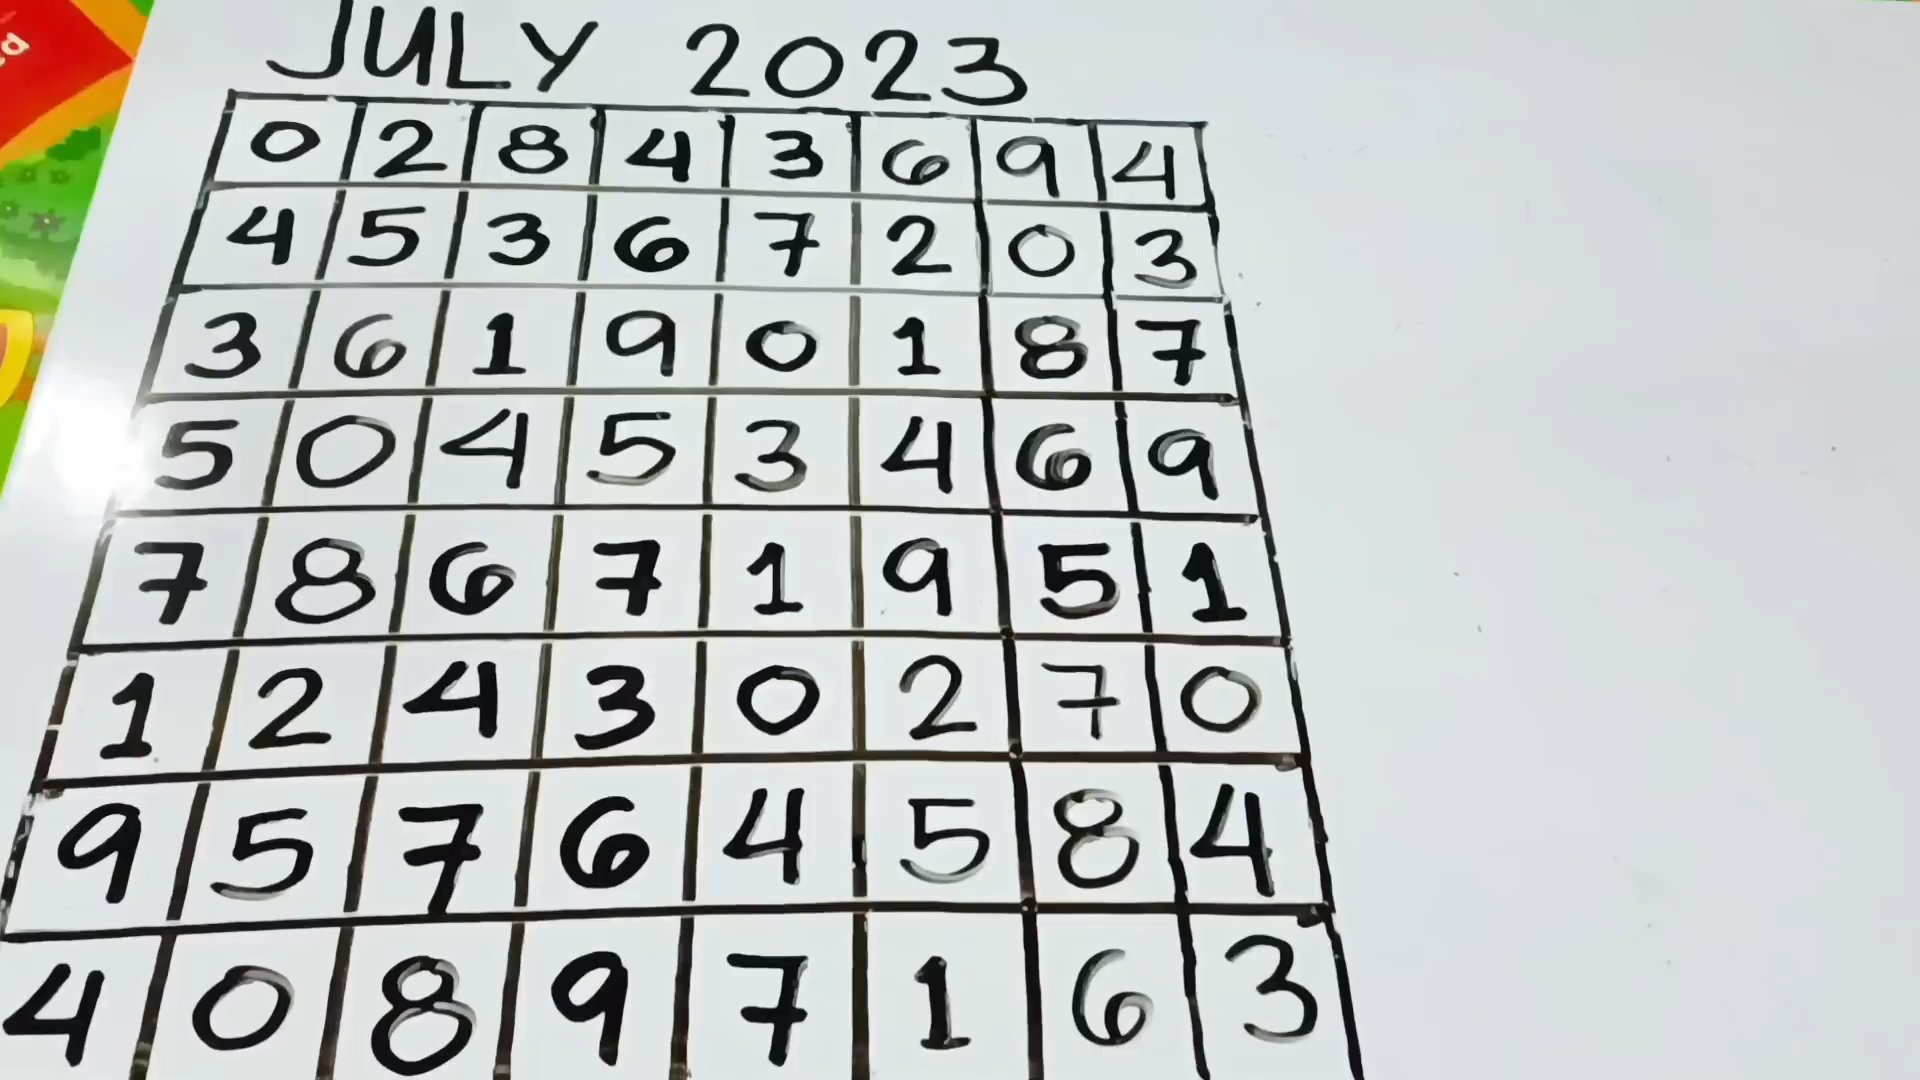 JULY 2023
0 2 8 4 3 6 9 4
4 5 3 6 7 2 0 3
3 6 1 9 0 1 8 7
5 0 4 5 3 4 6 9
7 8 6 7 1 9 5 1
1 2 4 3 0 2 7 0
9 5 7 6 4 5 8 4
4 0 8 9 7 1 6 3